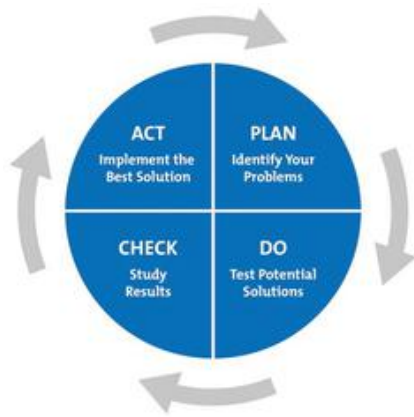 ACT
Implement the
Best Solution
PLAN
Identify Your
Problems
CHECK
Study
Results
DO
Test Potential
Solutions